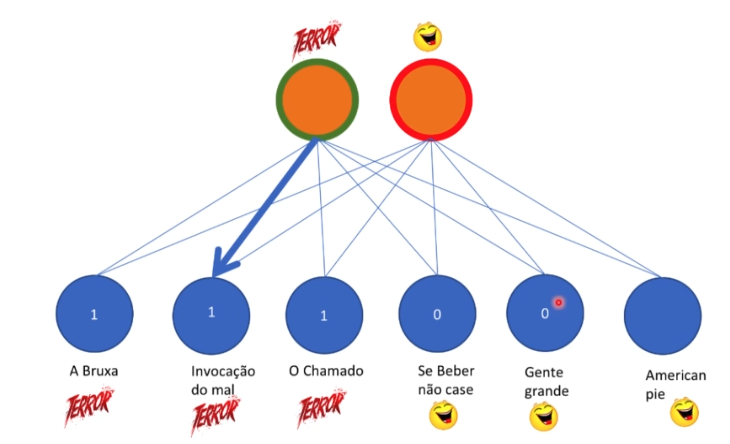 TERROR
1
1
1
0
0
A Bruxa
Invocação
do mal
O Chamado
Se Beber
não case
Gente
grande
American
pie
TERROR
TERROR
TERROR